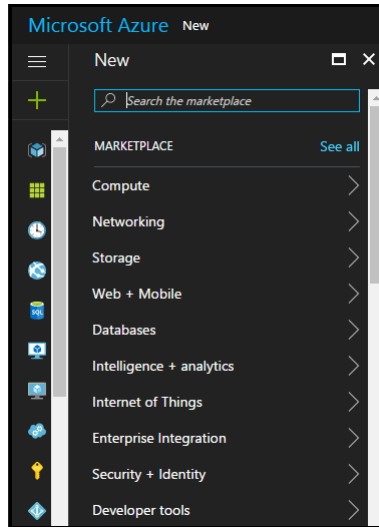 Microsoft Azure New
New
Search the marketplace
MARKETPLACE See all
Compute
Networking
Storage
Web + Mobile
Databases
SQL
Intelligence + analytics
Internet of Things
Enterprise Integration
Security + Identity
Developer tools